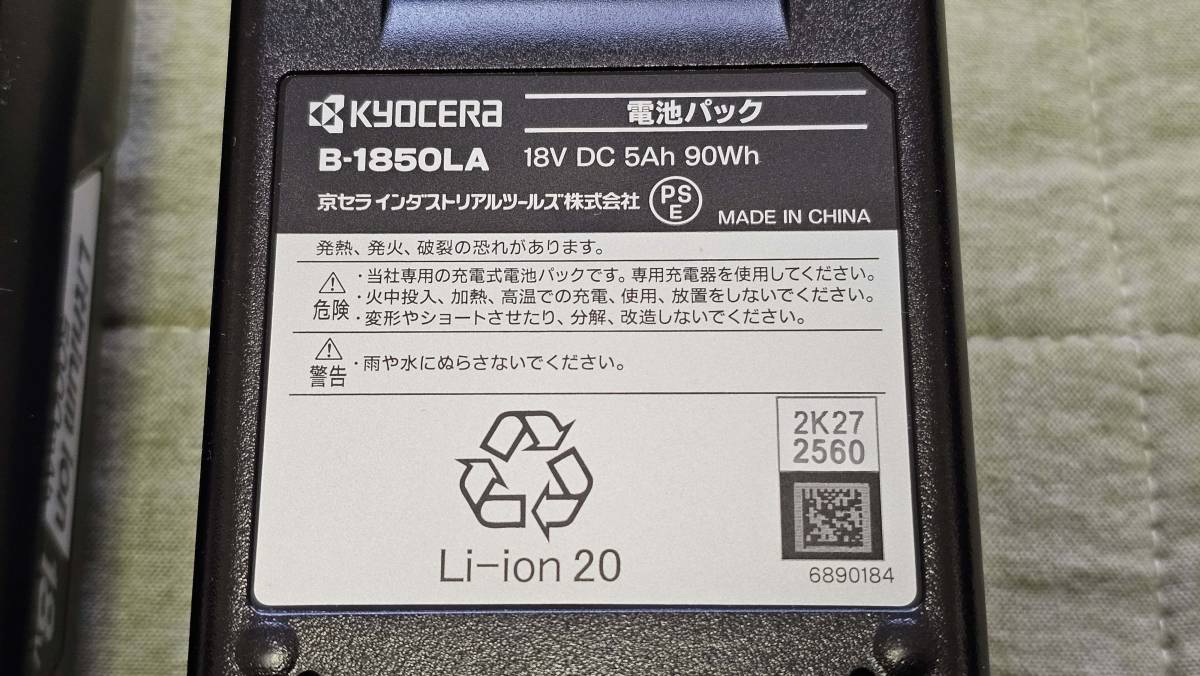 KYOCERA
電池パック
B-1850LA
18V DC 5Ah 90Wh
京セラ インダストリアルツールズ株式会社
PS
E
MADE IN CHINA
発熱、発火、破裂の恐れがあります。
危険
・当社専用の充電式電池パックです。専用充電器を使用してください。
・火中投入、加熱、高温での充電、使用、放置をしないでください。
・変形やショートさせたり、分解、改造しないでください。
警告
・雨や水にぬらさないでください。
2K27
2560
Li-ion 20
6890184
LITHIUM ION